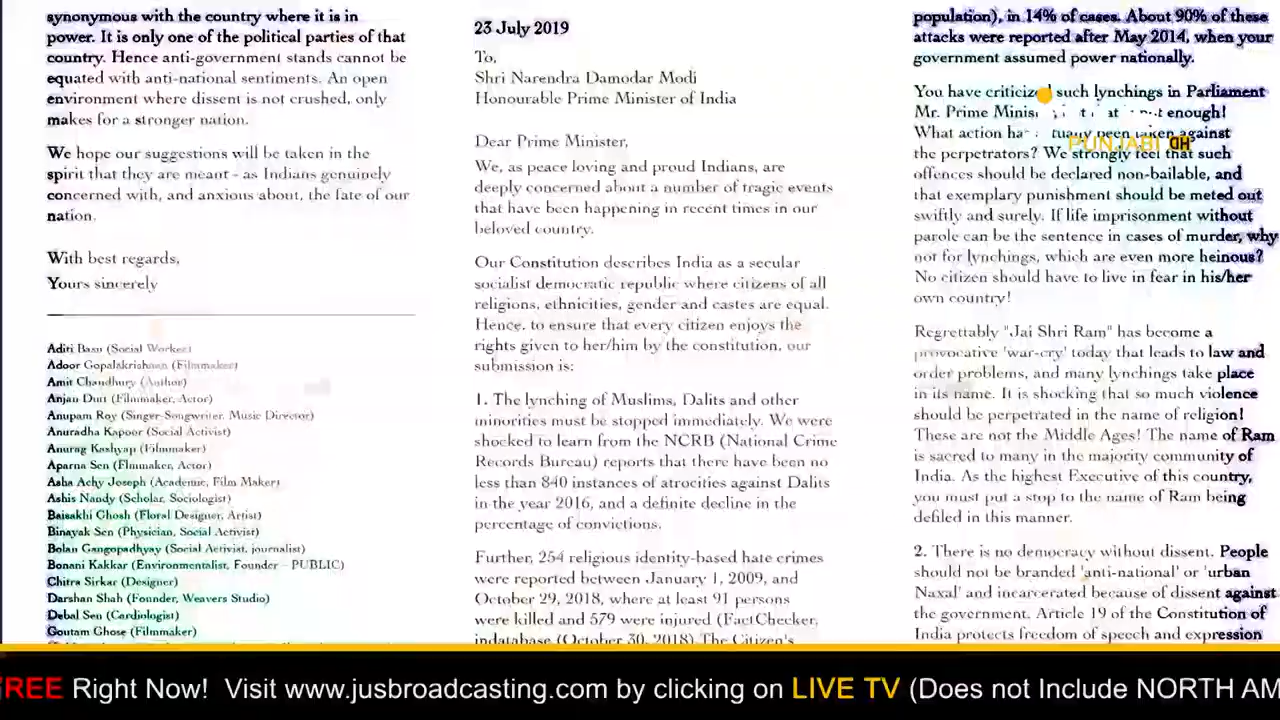 synonymous with the country where it is in
power. It is only one of the political parties of that
country. Hence anti-government stands cannot be
equated with anti-national sentiments. An open
environment where dissent is not crushed, only
makes for a stronger nation.
We hope our suggestions will be taken in the
spirit that they are meant - as Indians genuinely
concerned with, and anxious about, the fate of our
nation.
With best regards,
Yours sincerely
Aditi Basu (Social Worker)
Adoor Gopalakrishnan (Filmmaker)
Amit Chaudhury (Author)
Anjan Dutt (Filmmaker, Actor)
Anupam Roy (Singer-Songwriter, Music Director)
Anuradha Kapoor (Social Activist)
Anurag Kashyap (Filmmaker)
Aparna Sen (Flmmaker, Actor)
Asha Achy Joseph (Academic, Film Maker)
Ashis Nandy (Scholar, Sociologist)
Baisakhi Ghosh (Floral Designer, Artist)
Binayak Sen (Physician, Social Activist)
Bolan Gangopadhyay (Social Activist, journalist)
Bonani Kakkar (Environmentalist, Founder - PUBLIC)
Chitra Sirkar (Designer)
Darshan Shah (Founder, Weavers Studio)
Debal Sen (Cardiologist)
Goutam Ghose (Filmmaker)
23 July 2019
To,
Shri Narendra Damodar Modi
Honourable Prime Minister of India
Dear Prime Minister,
We, as peace loving and proud Indians, are
deeply concerned about a number of tragic events
that have been happening in recent times in our
beloved country.
Our Constitution describes India as a secular
socialist democratic republic where citizens of all
religions, ethnicities, gender and castes are equal.
Hence, to ensure that every citizen enjoys the
rights given to her/him by the constitution, our
submission is:
1. The lynching of Muslims, Dalits and other
minorities must be stopped immediately. We were
shocked to learn from the NCRB (National Crime
Records Bureau) reports that there have been no
less than 840 instances of atrocities against Dalits
in the year 2016, and a definite decline in the
percentage of convictions.
Further, 254 religious identity-based hate crimes
were reported between January 1, 2009, and
October 29, 2018, where at least 91 persons
were killed and 579 were injured (FactChecker,
indatabase (October 30, 2018) The Citizen's
population), in 14% of cases. About 90% of these
attacks were reported after May 2014, when your
government assumed power nationally.
You have criticized such lynchings in Parliament
Mr. Prime enough!
What action been taken against
PUNJABI
the perpetrators? We strongly feel that such
offences should be declared non-bailable, and
that exemplary punishment should be meted out
swiftly and surely. If life imprisonment without
parole can be the sentence in cases of murder, why
not for lynchings, which are even more heinous?
No citizen should have to live in fear in his/her
own country!
Regrettably "Jai Shri Ram" has become a
provocative 'war-cry' today that leads to law and
order problems, and many lynchings take place
in its name. It is shocking that so much violence
should be perpetrated in the name of religion!
These are not the Middle Ages! The name of Ram
is sacred to many in the majority community of
India. As the highest Executive of this country,
you must put a stop to the name of Ram being
defiled in this manner.
2. There is no democracy without dissent. People
should not be branded 'anti-national' or 'urban
Naxal' and incarcerated because of dissent against
the government. Article 19 of the Constitution of
India protects freedom of speech and expression
FREE Right Now! Visit www.jusbroadcasting.com by clicking on LIVE TV (Does not Include NORTH AM